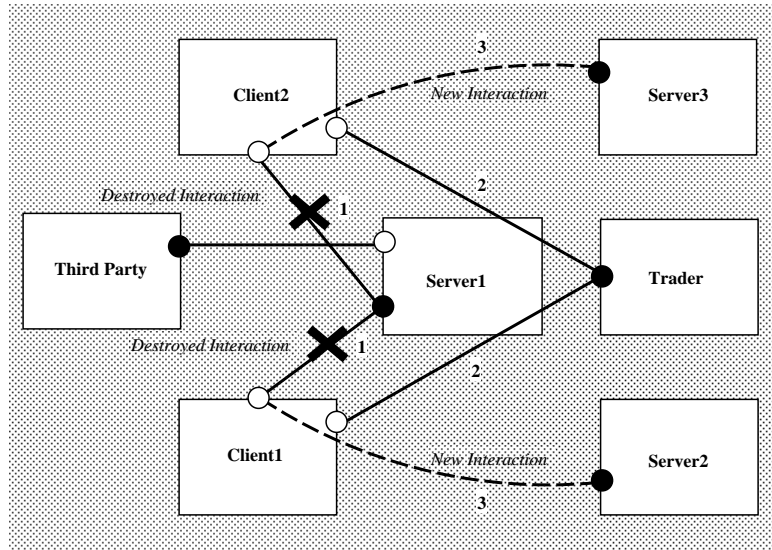 3
Client2
New Interaction
Server3
2
Destroyed Interaction
1
Third Party
Server1
Trader
Destroyed Interaction
1
2
Client1
New Interaction
Server2
3